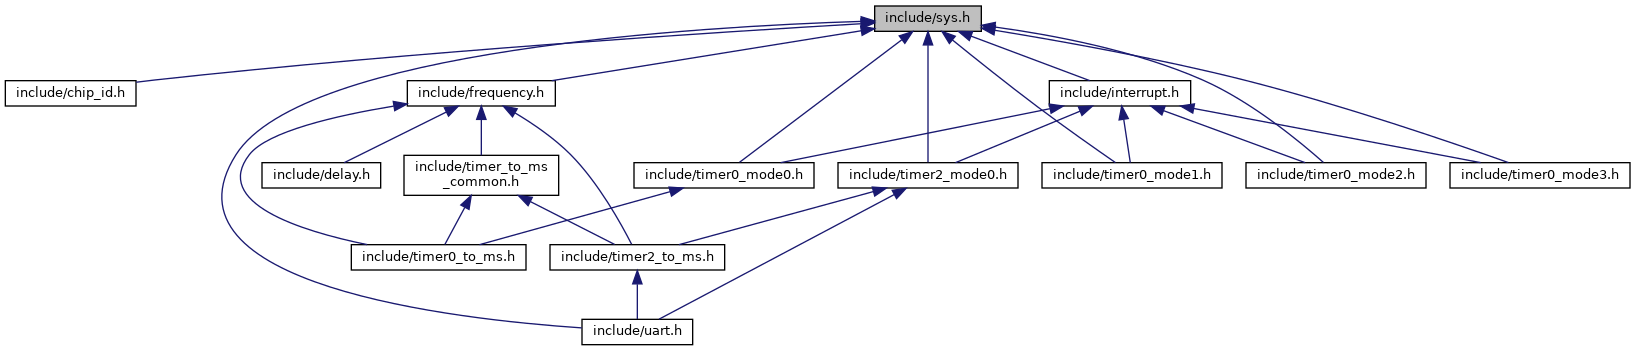 include/sys.h
include/chip_id.h
include/frequency.h
include/interrupt.h
include/delay.h
include/timer_to_ms
_common.h
include/timer0_mode0.h
include/timer2_mode0.h
include/timer0_mode1.h
include/timer0_mode2.h
include/timer0_mode3.h
include/timer0_to_ms.h
include/timer2_to_ms.h
include/uart.h